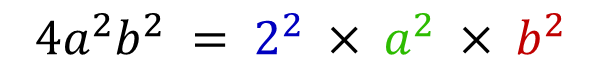 4a²b² = 2² × a² × b²